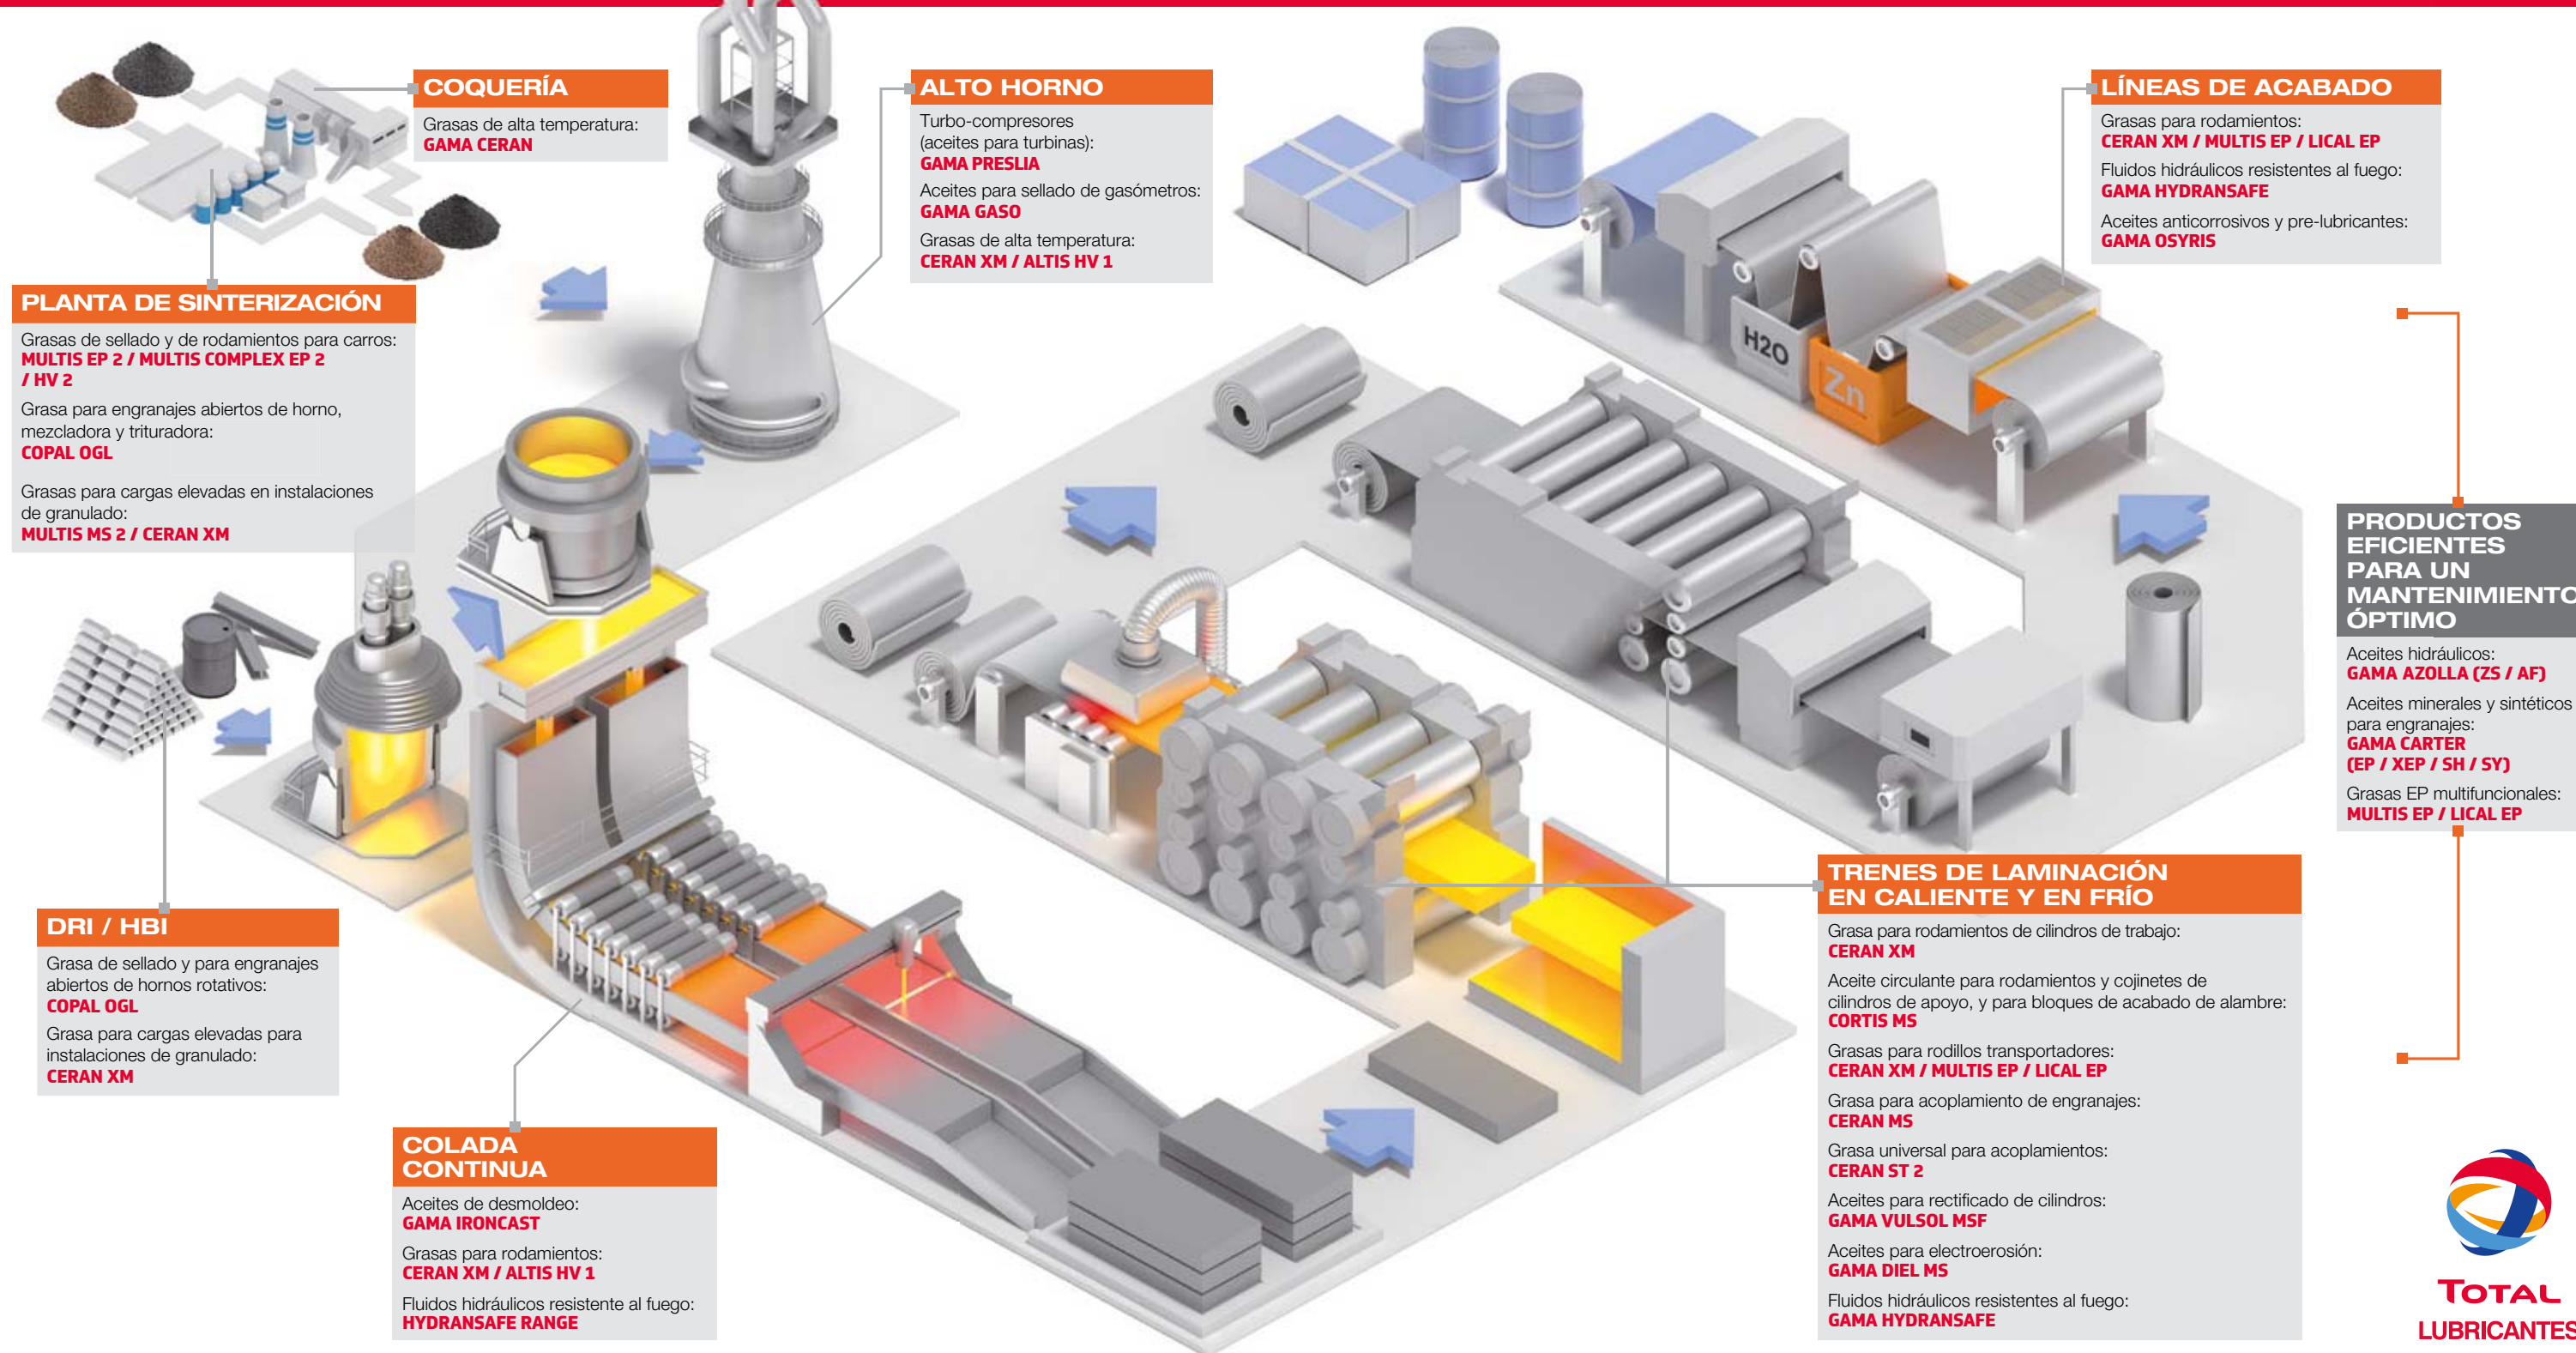 COQUERÍA
Grasas de alta temperatura:
GAMA CERAN
ALTO HORNO
Turbo-compresores
(aceites para turbinas):
GAMA PRESLIA
Aceites para sellado de gasómetros:
GAMA GASO
Grasas de alta temperatura:
CERAN XM / ALTIS HV 1
LÍNEAS DE ACABADO
Grasas para rodamientos:
CERAN XM / MULTIS EP / LICAL EP
Fluidos hidráulicos resistentes al fuego:
GAMA HYDRANSAFE
Aceites anticorrosivos y pre-lubricantes:
GAMA OSYRIS
PLANTA DE SINTERIZACIÓN
Grasas de sellado y de rodamientos para carros:
MULTIS EP 2 / MULTIS COMPLEX EP 2
/ HV 2
Grasa para engranajes abiertos de horno,
mezcladora y trituradora:
COPAL OGL
Grasas para cargas elevadas en instalaciones
de granulado:
MULTIS MS 2 / CERAN XM
H2O
Zn
PRODUCTOS
EFICIENTES
PARA UN
MANTENIMIENTO
ÓPTIMO
Aceites hidráulicos:
GAMA AZOLLA (ZS / AF)
Aceites minerales y sintéticos
para engranajes:
GAMA CARTER
(EP / XEP / SH / SY)
Grasas EP multifuncionales:
MULTIS EP / LICAL EP
DRI / HBI
Grasa de sellado y para engranajes
abiertos de hornos rotativos:
COPAL OGL
Grasa para cargas elevadas para
instalaciones de granulado:
CERAN XM
TRENES DE LAMINACIÓN
EN CALIENTE Y EN FRÍO
Grasa para rodamientos de cilindros de trabajo:
CERAN XM
Aceite circulante para rodamientos y cojinetes de
cilindros de apoyo, y para bloques de acabado de alambre:
CORTIS MS
Grasas para rodillos transportadores:
CERAN XM / MULTIS EP / LICAL EP
Grasa para acoplamiento de engranajes:
CERAN MS
Grasa universal para acoplamientos:
CERAN ST 2
Aceites para rectificado de cilindros:
GAMA VULSOL MSF
Aceites para electroerosión:
GAMA DIEL MS
Fluidos hidráulicos resistentes al fuego:
GAMA HYDRANSAFE
COLADA
CONTINUA
Aceites de desmoldeo:
GAMA IRONCAST
Grasas para rodamientos:
CERAN XM / ALTIS HV 1
Fluidos hidráulicos resistente al fuego:
HYDRANSAFE RANGE
TOTAL
LUBRICANTES